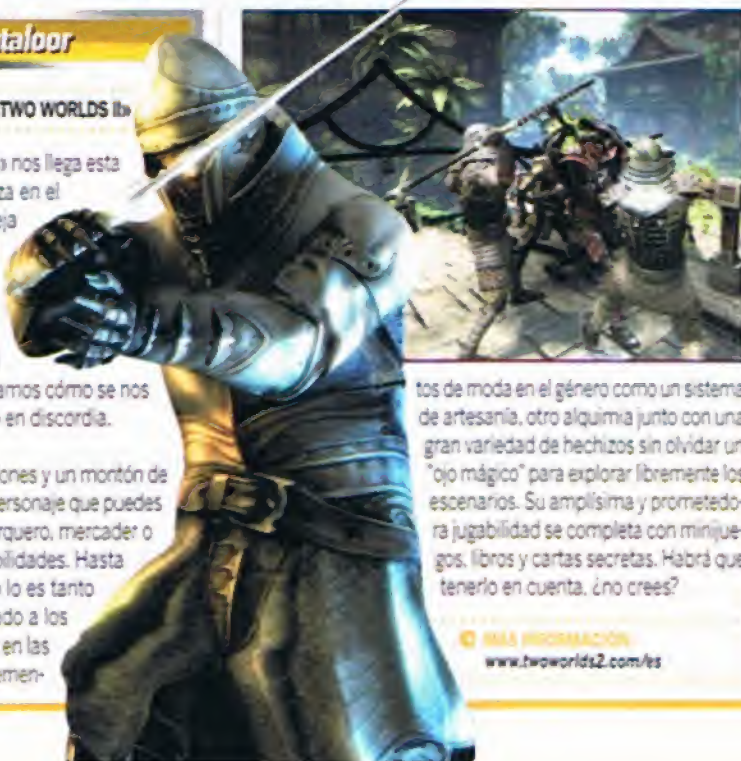 taloor
TWO WORLDS II»
» nos llega esta
za en el
eja
amos cómo se nos
o en discordia.
ones y un montón de
ersonaje que puedes
rquero, mercader o
bilidades. Hasta
o lo es tanto
ndo a los
en las
emen-
tos de moda en el género como un sistema
de artesanía, otro alquimia junto con una
gran variedad de hechizos sin olvidar un
"ojo mágico" para explorar libremente los
escenarios. Su amplísima y prometedo-
ra jugabilidad se completa con minijue-
gos, libros y cartas secretas. Habrá que
tenerlo en cuenta, ¿no crees?
MÁS INFORMACIÓN:
www.twoworlds2.com/es